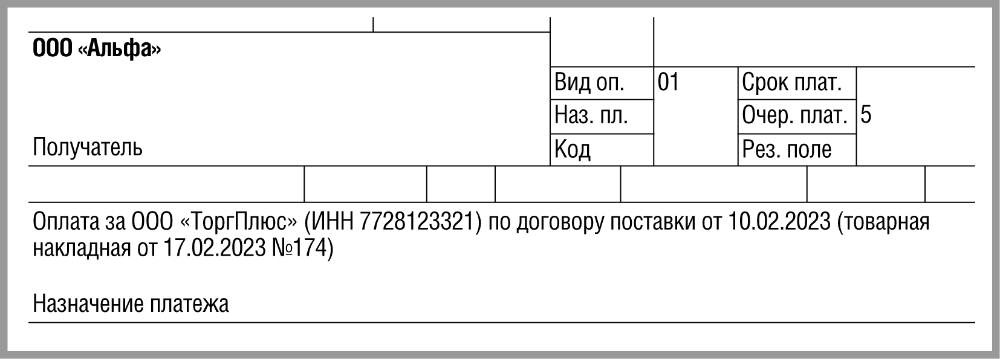 ООО «Альфа»
Вид оп. 01 Срок плат.
Наз. пл. Очер. плат. 5
Получатель Код Рез. поле
Оплата за ООО «ТоргПлюс» (ИНН 7728123321) по договору поставки от 10.02.2023 (товарная
накладная от 17.02.2023 №174)
Назначение платежа